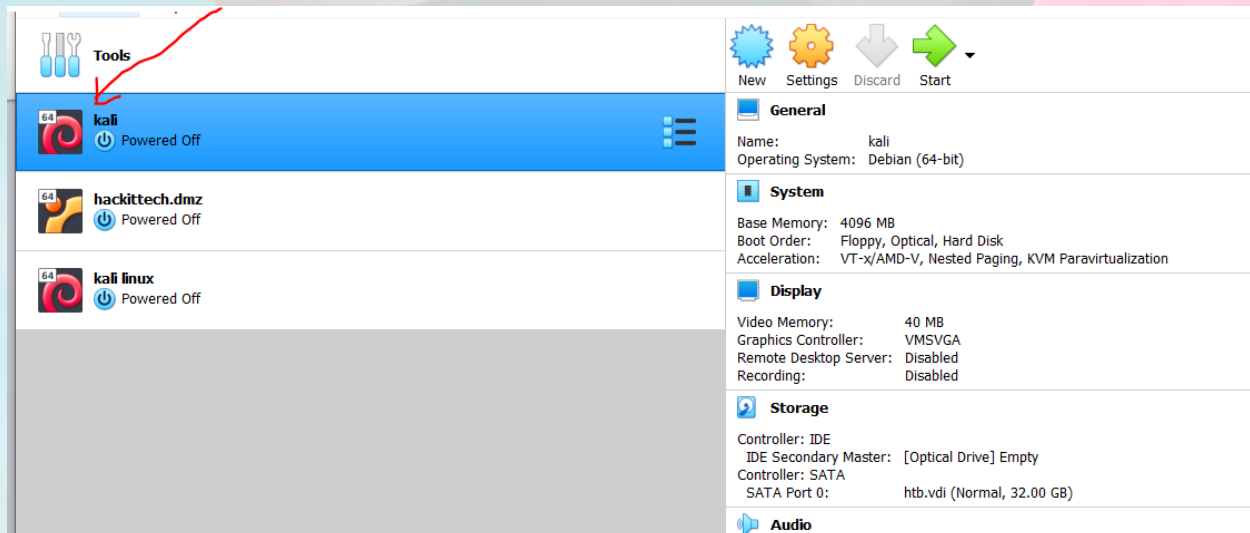 Tools
64
kali
Powered Off
64
hackittech.dmz
Powered Off
64
kali linux
Powered Off
New Settings Discard Start
General
Name: kali
Operating System: Debian (64-bit)
System
Base Memory: 4096 MB
Boot Order: Floppy, Optical, Hard Disk
Acceleration: VT-x/AMD-V, Nested Paging, KVM Paravirtualization
Display
Video Memory: 40 MB
Graphics Controller: VMSVGA
Remote Desktop Server: Disabled
Recording: Disabled
Storage
Controller: IDE
IDE Secondary Master: [Optical Drive] Empty
Controller: SATA
SATA Port 0: htb.vdi (Normal, 32.00 GB)
Audio